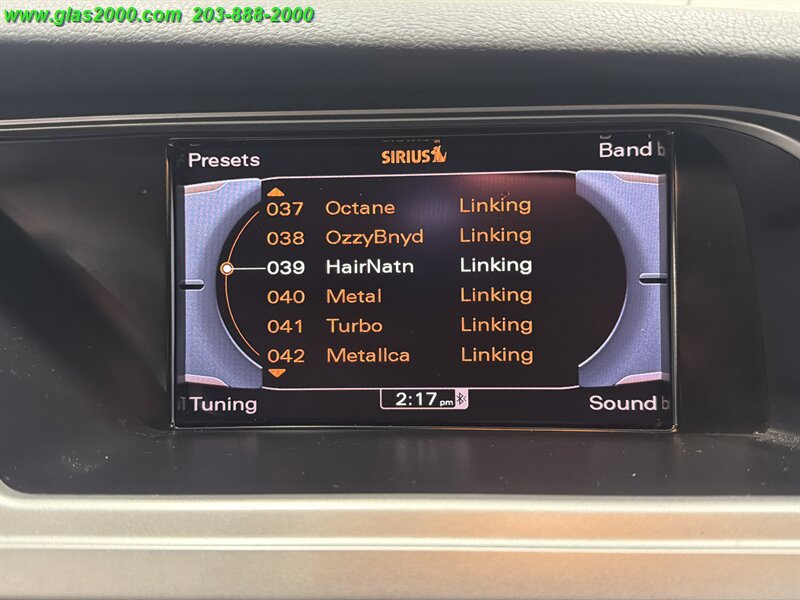 www.glas2000.com 203-888-2000
Presets SIRIUS Band
037 Octane Linking
038 OzzyBnyd Linking
039 HairNatn Linking
040 Metal Linking
041 Turbo Linking
042 Metallca Linking
Tuning 2:17 pm Sound